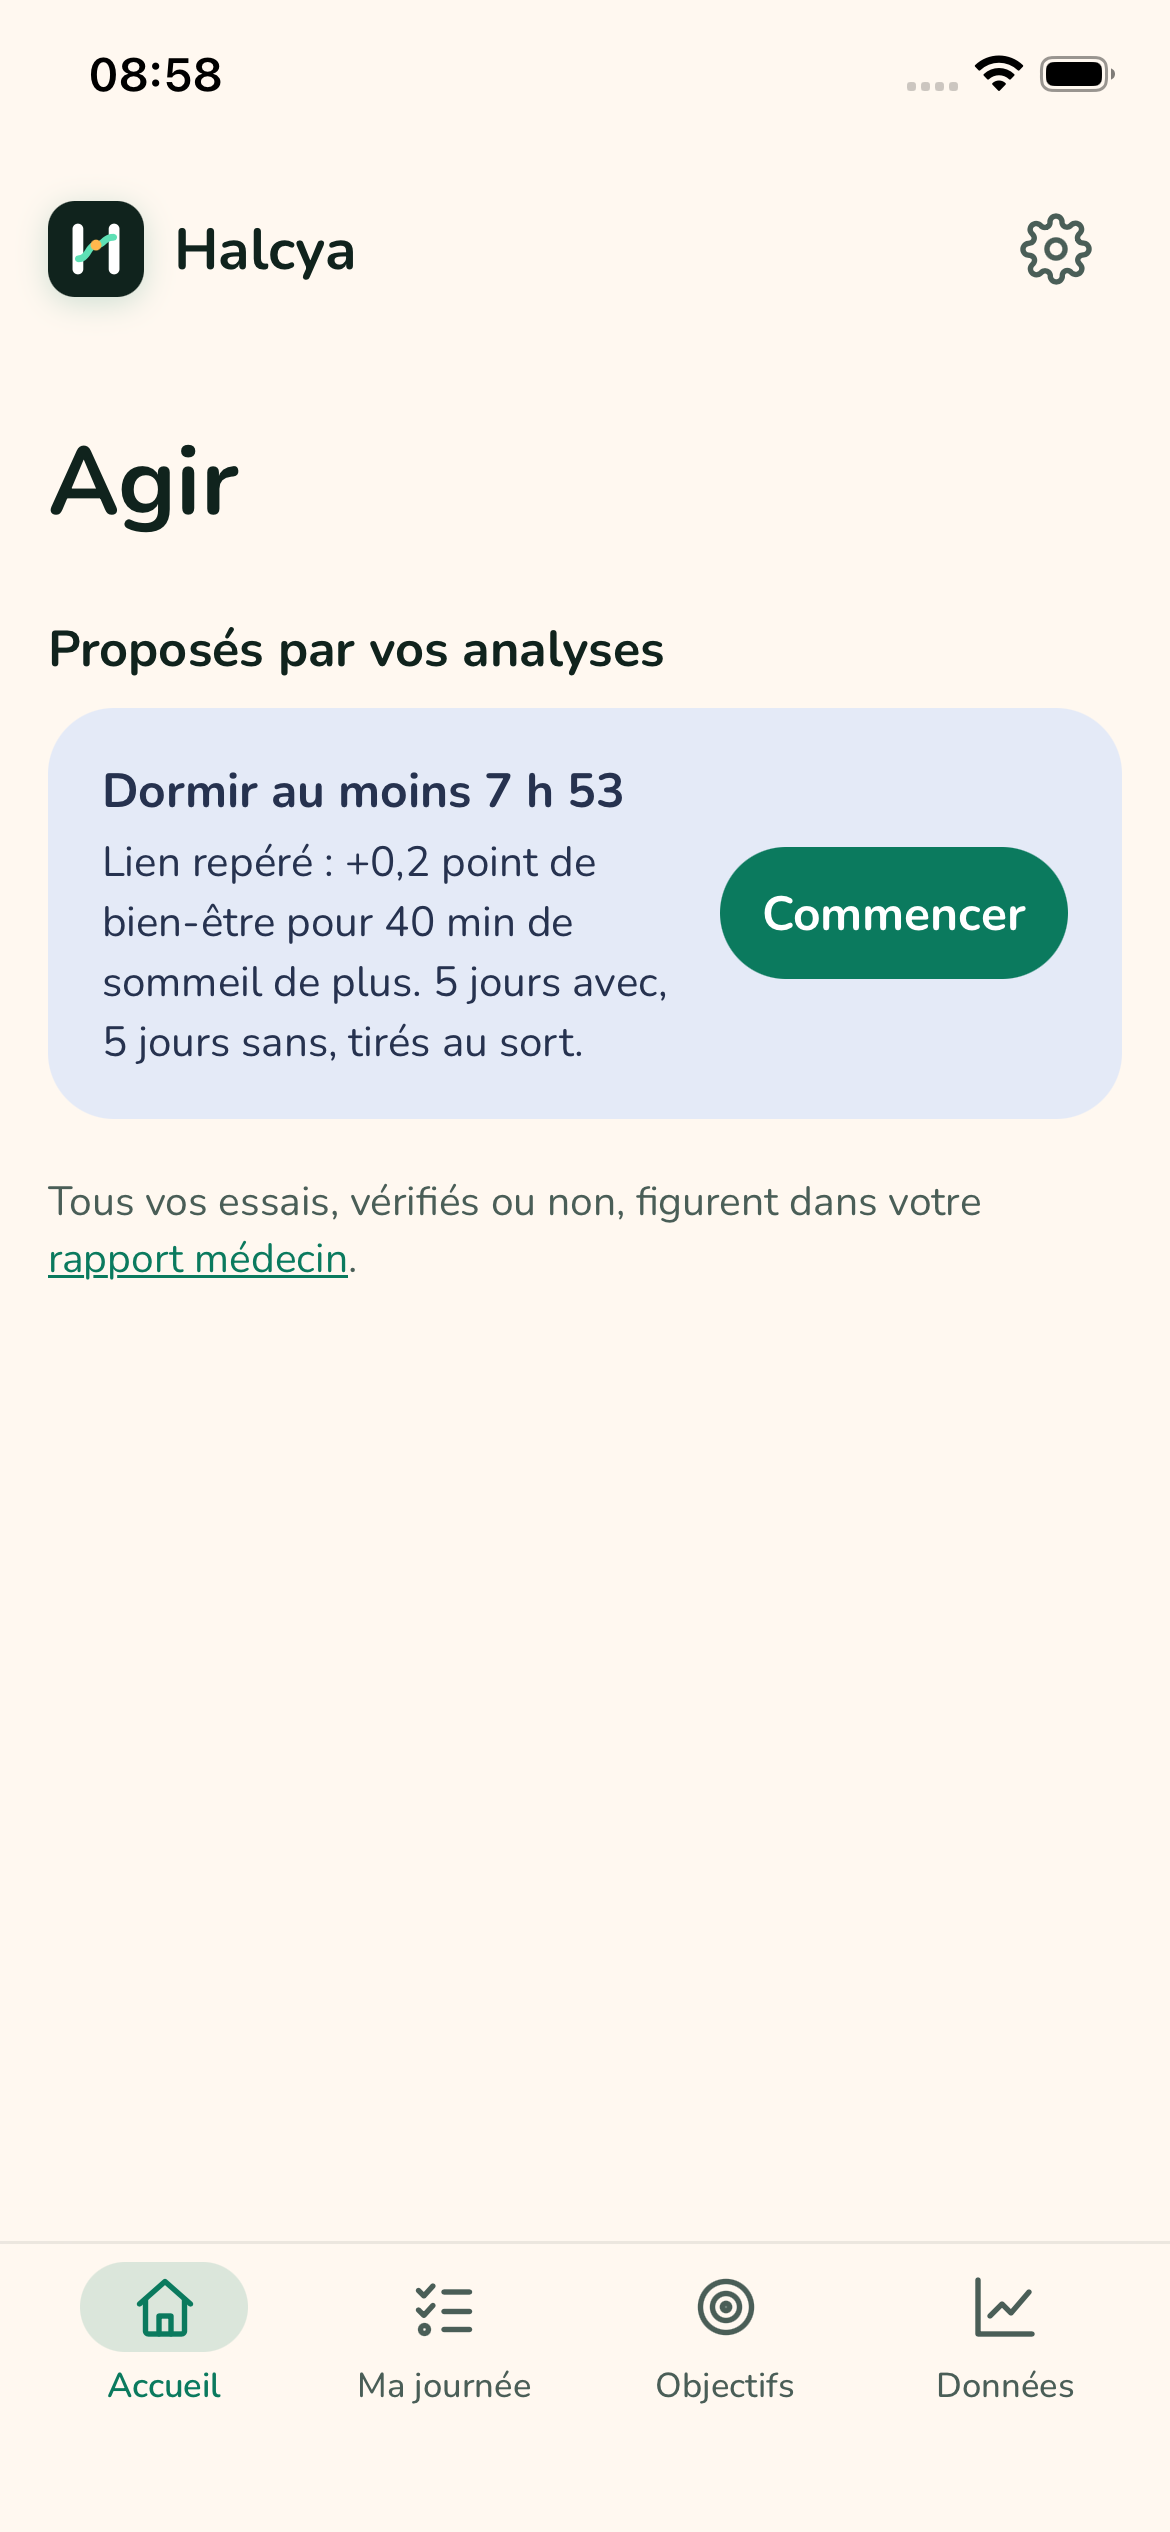 08:58
Halcya
Agir
Proposés par vos analyses
Dormir au moins 7 h 53
Lien repéré : +0,2 point de
bien-être pour 40 min de
sommeil de plus. 5 jours avec,
5 jours sans, tirés au sort.
Commencer
Tous vos essais, vérifiés ou non, figurent dans votre
rapport médecin.
Accueil
Ma journée
Objectifs
Données